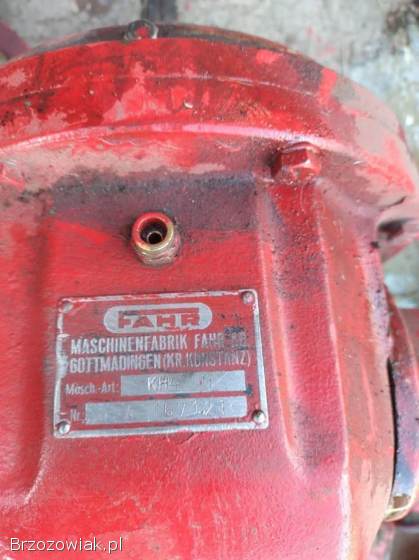 FAHR
MASCHINENFABRIK FAHR AG
GOTTMADINGEN (KR. KONSTANZ)
Masch-Art:
Nr.
Brzozowiak.pl